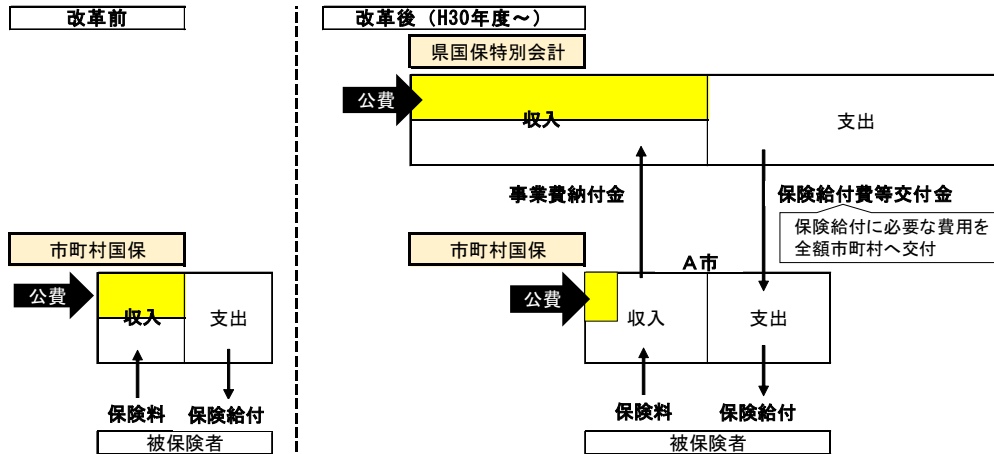 改革前
市町村国保
公費
収入
支出
保険料
保険給付
被保険者
改革後（H30年度～）
県国保特別会計
公費
収入
支出
事業費納付金
保険給付費等交付金
保険給付に必要な費用を
全額市町村へ交付
市町村国保
A市
公費
収入
支出
保険料
保険給付
被保険者